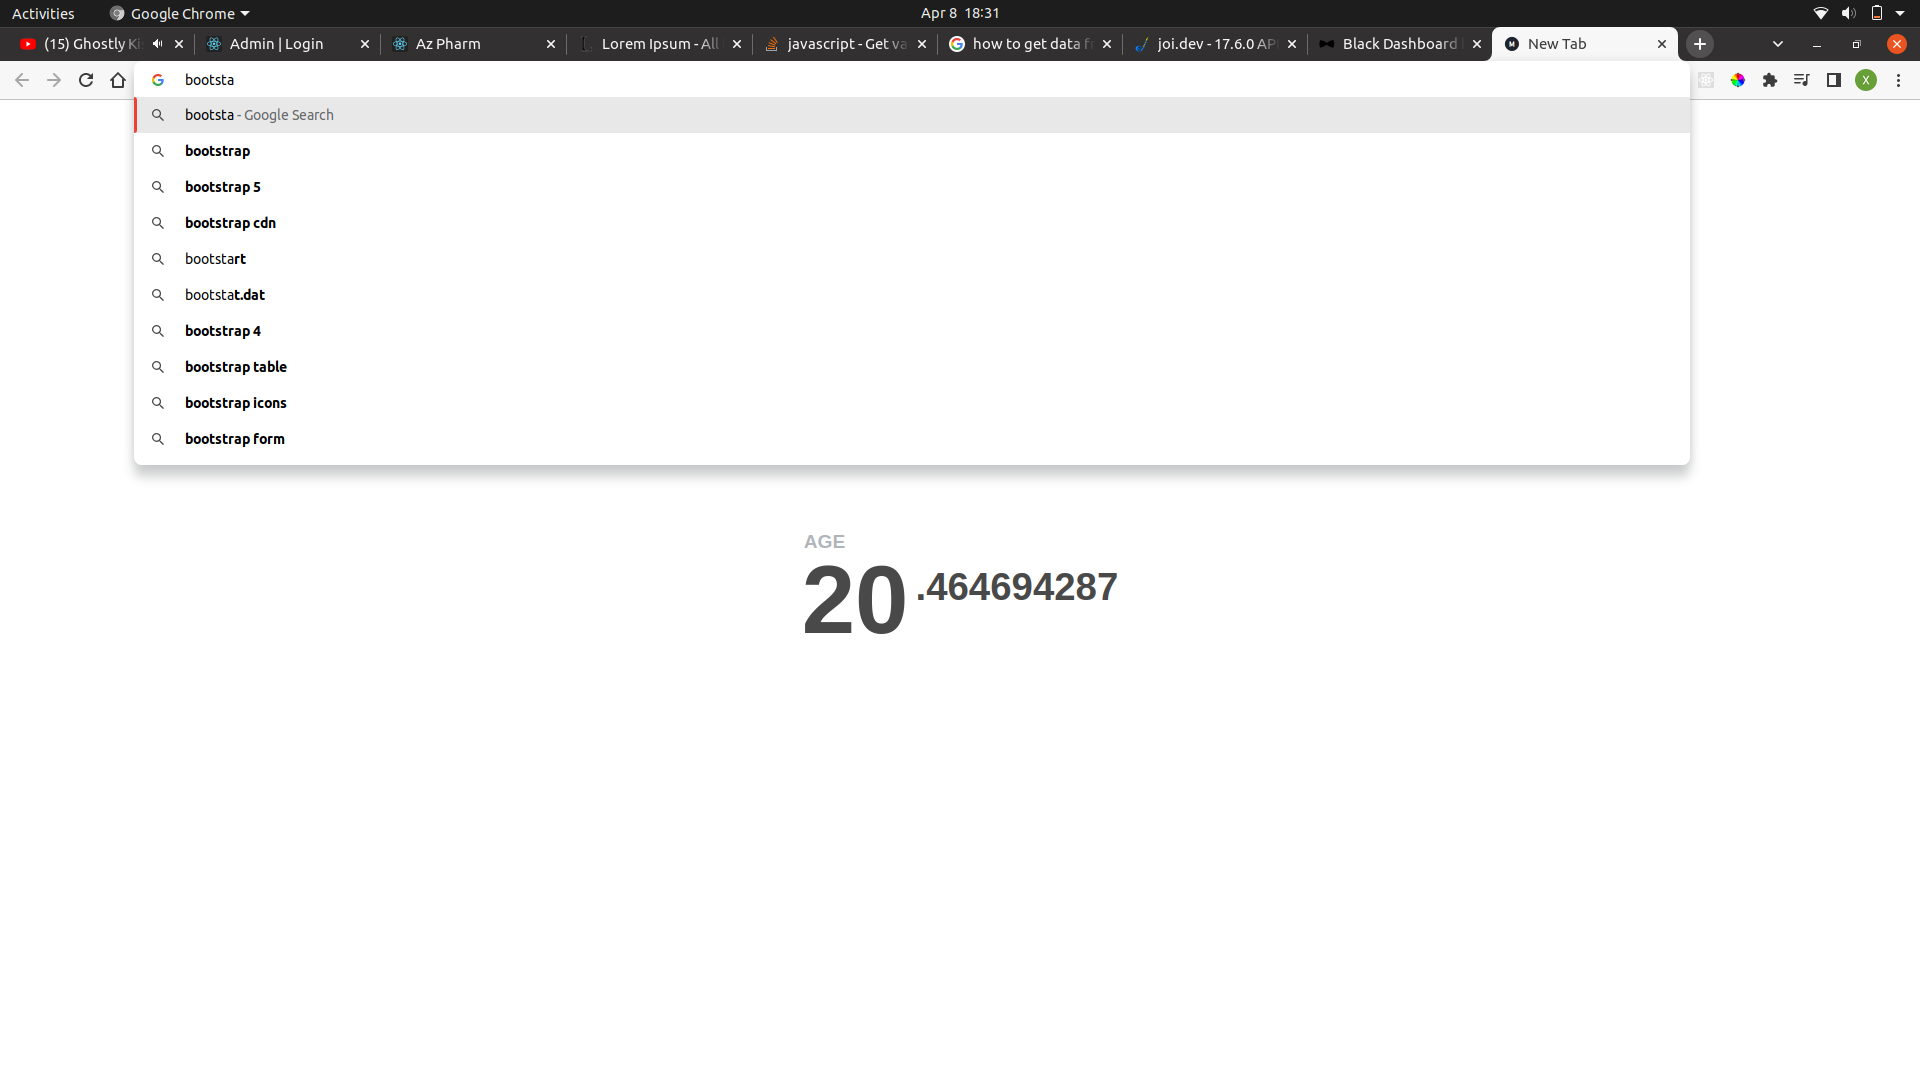 Activities Google Chrome Apr 8 18:31
(15) Ghostly Ki Admin | Login Az Pharm Lorem Ipsum - All javascript - Get va how to get data f joi.dev - 17.6.0 AP Black Dashboard New Tab
bootsta X
bootsta - Google Search
bootstrap
bootstrap 5
bootstrap cdn
bootstart
bootstat.dat
bootstrap 4
bootstrap table
bootstrap icons
bootstrap form
AGE
20 .464694287